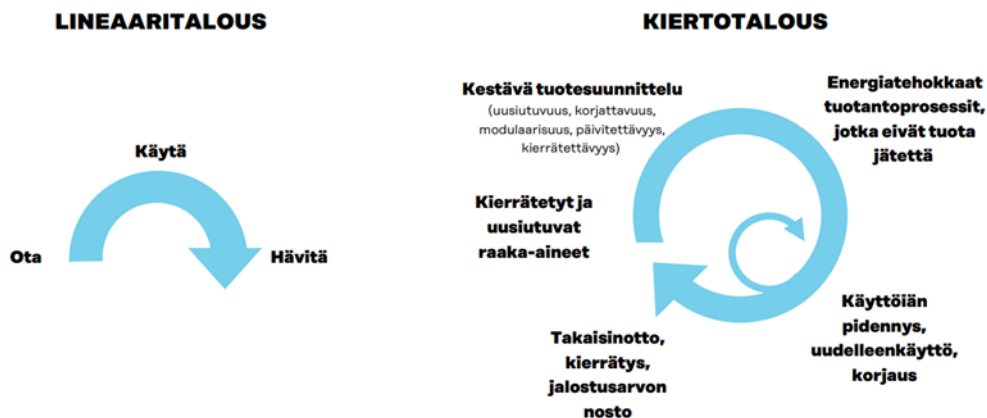 LINEAARITALOUS
Käytä
Ota
Hävitä
KIERTOTALOUS
Kestävä tuotesuunnittelu
(uusiutuvuus, korjattavuus,
modulaarisuus, päivitettävyys,
kierrätettävyys)
Energiatehokkaat
tuotantoprosessit,
jotka eivät tuota
jätettä
Kierrätetyt ja
uusiutuvat
raaka-aineet
Käyttöiän
pidennys,
uudelleenkäyttö,
korjaus
Takaisinotto,
kierrätys,
jalostusarvon
nosto